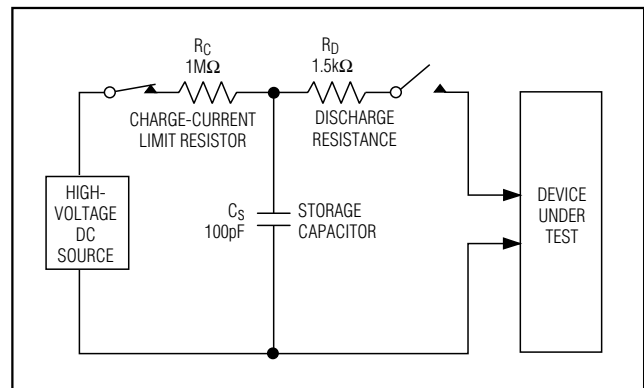 RC
1MΩ
CHARGE-CURRENT
LIMIT RESISTOR
RD
1.5kΩ
DISCHARGE
RESISTANCE
HIGH-
VOLTAGE
DC
SOURCE
CS
100pF
STORAGE
CAPACITOR
DEVICE
UNDER
TEST